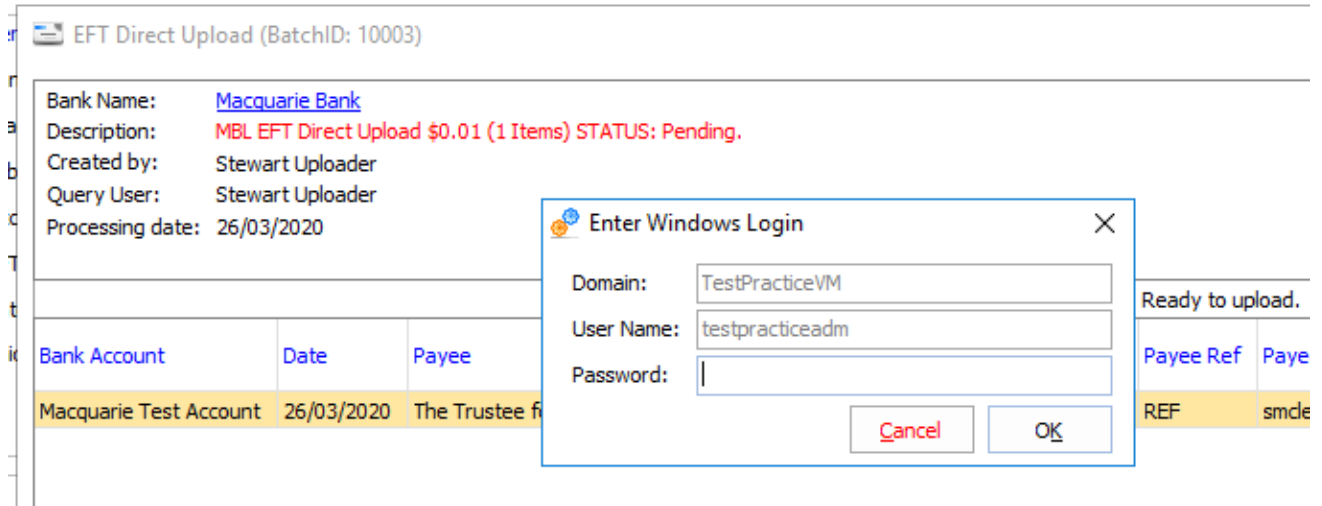 EFT Direct Upload (BatchID: 10003)
Bank Name: Macquarie Bank
Description: MBL EFT Direct Upload $0.01 (1 Items) STATUS: Pending.
Created by: Stewart Uploader
Query User: Stewart Uploader
Processing date: 26/03/2020
Enter Windows Login
Domain: TestPracticeVM
User Name: testpracticeadm
Password:
Cancel OK
Ready to upload.
Bank Account Date Payee Payee Ref Paye
Macquarie Test Account 26/03/2020 The Trustee REF smcle